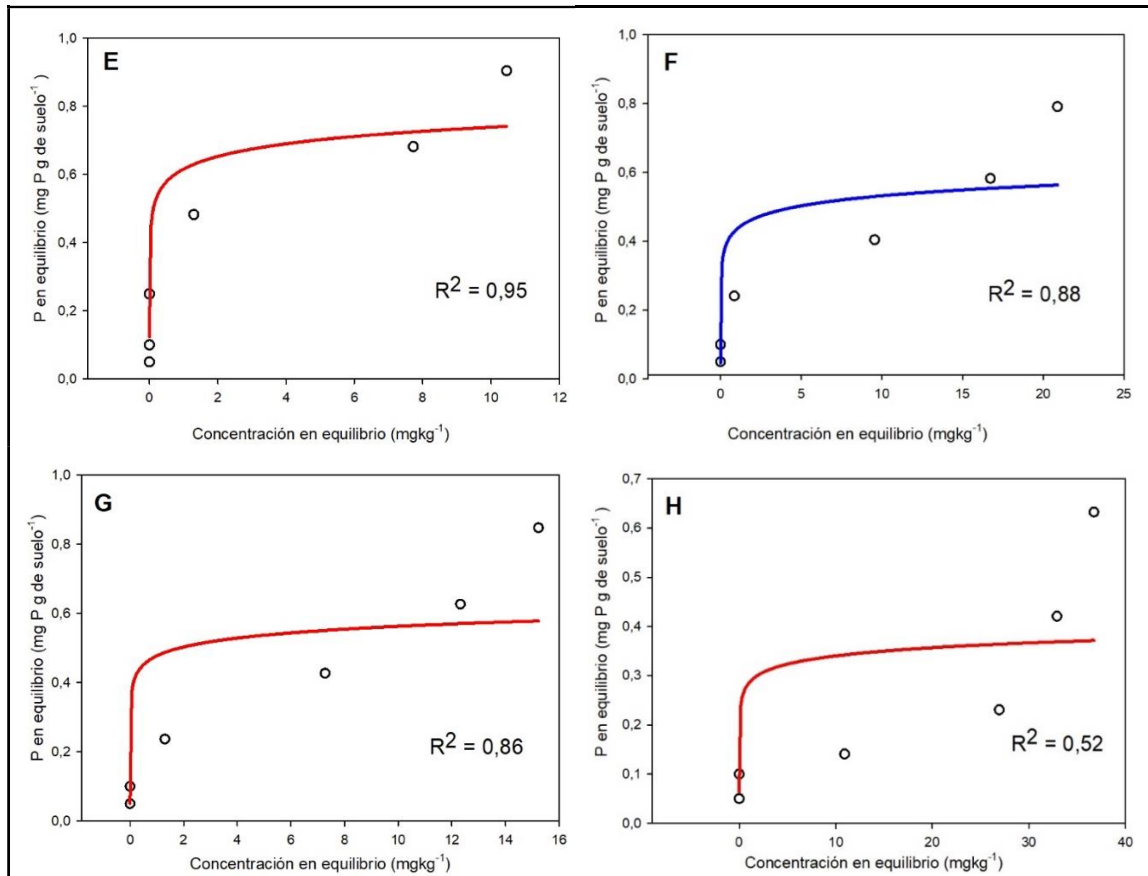 E
P en equilibrio (mg P g de suelo-1)
1,0
0,8
0,6
0,4
0,2
0,0
R2 = 0,95
0 2 4 6 8 10 12
Concentración en equilibrio (mgkg-1)
F
P en equilibrio (mg P g de suelo-1)
1,0
0,8
0,6
0,4
0,2
0,0
R2 = 0,88
0 5 10 15 20 25
Concentración en equilibrio (mgkg-1)
G
P en equilibrio (mg P g de suelo-1)
1,0
0,8
0,6
0,4
0,2
0,0
R2 = 0,86
0 2 4 6 8 10 12 14 16
Concentración en equilibrio (mgkg-1)
H
P en equilibrio (mg P g de suelo-1)
0,7
0,6
0,5
0,4
0,3
0,2
0,1
0,0
R2 = 0,52
0 10 20 30 40
Concentración en equilibrio (mgkg-1)